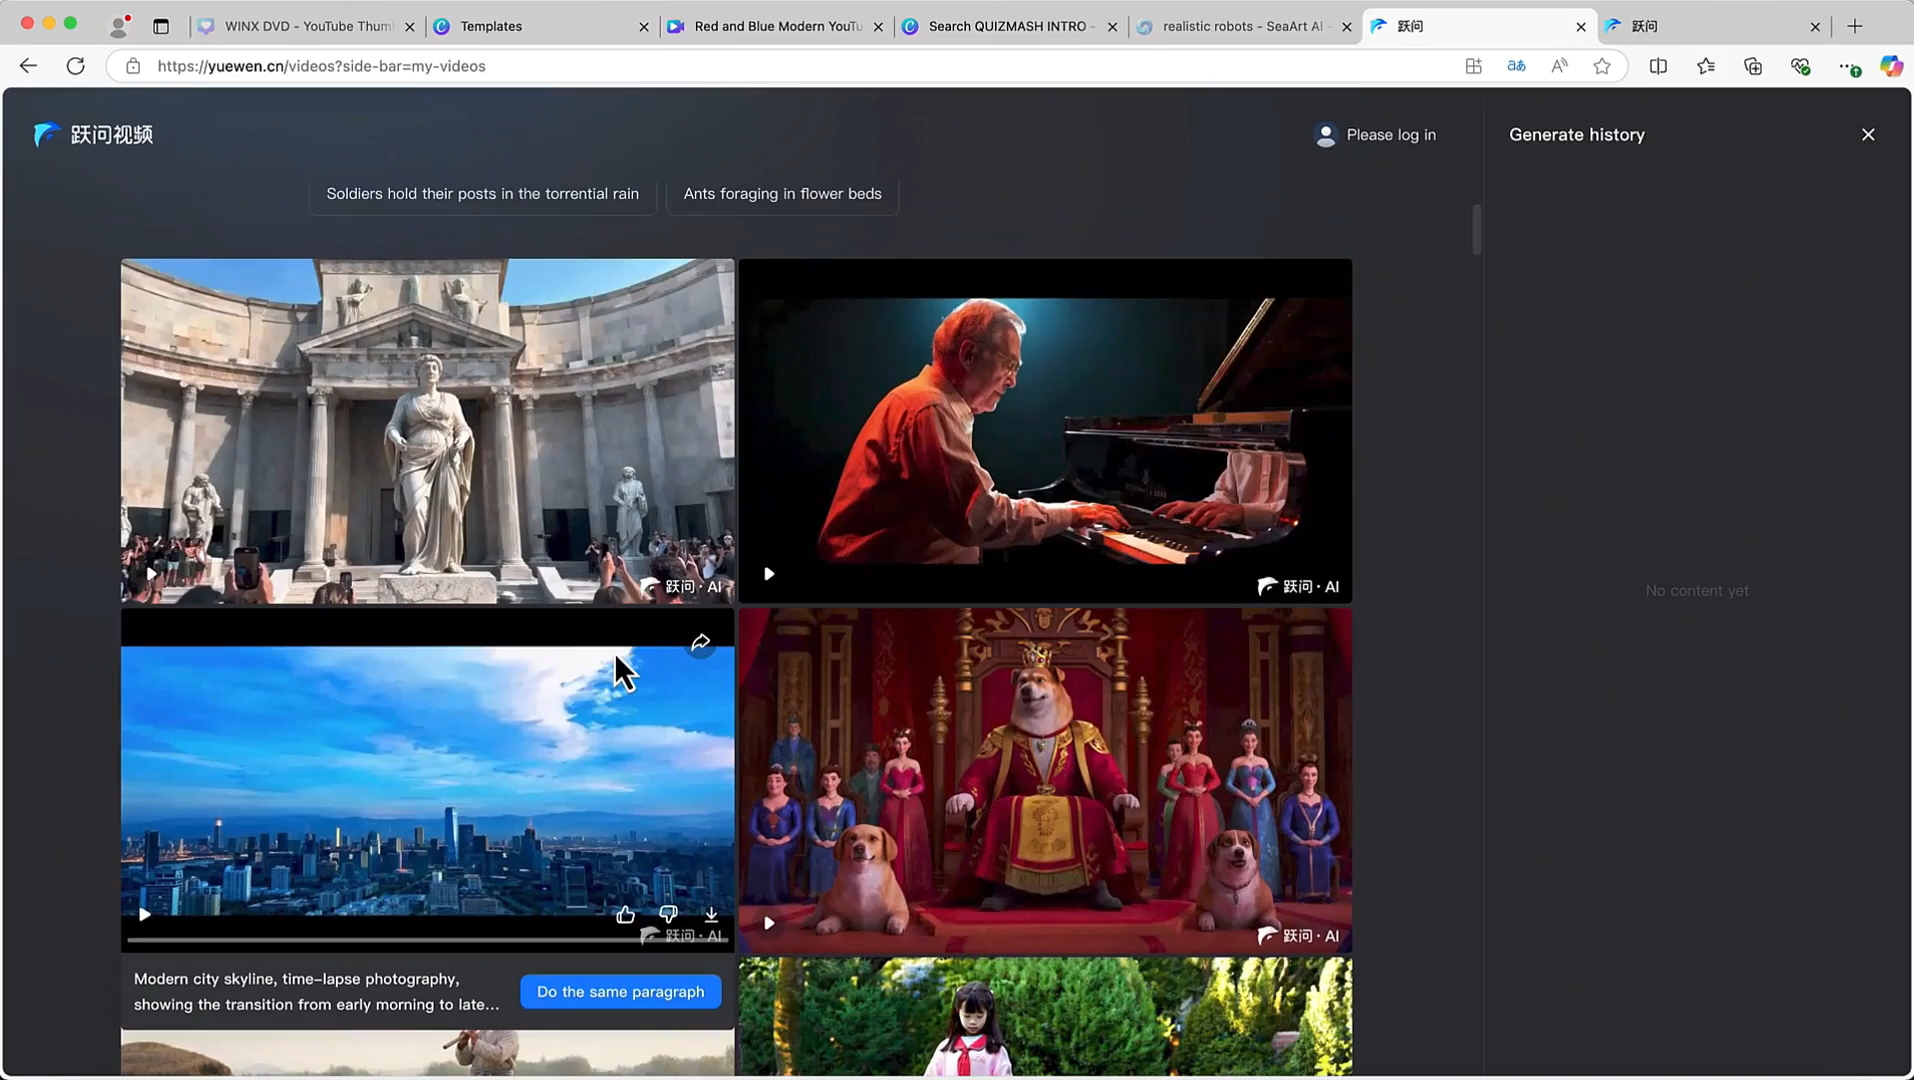 WINX DVD - YouTube Thum
Templates
Red and Blue Modern YouTu
Search QUIZMASH INTRO -
realistic robots - SeaArt AI -
跃问
跃问
https://yuewen.cn/videos?side-bar=my-videos
跃问视频
Please log in
Generate history
Soldiers hold their posts in the torrential rain
Ants foraging in flower beds
跃问·AI
跃问·AI
No content yet
跃问·AI
跃问·AI
Modern city skyline, time-lapse photography,
showing the transition from early morning to late...
Do the same paragraph